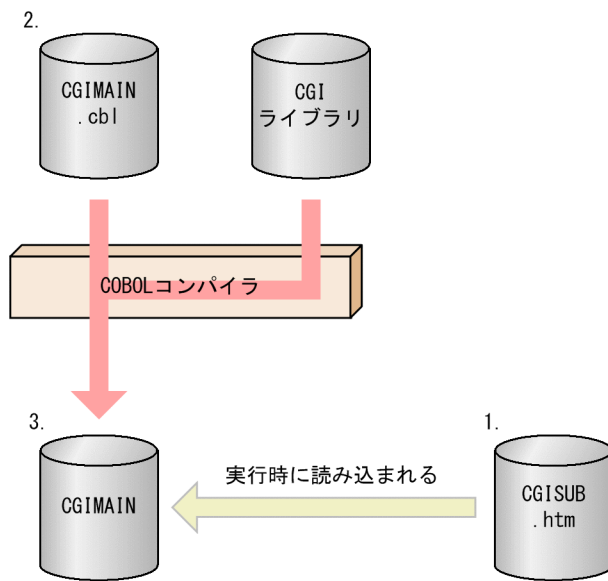 2.
CGIMAIN
.cbl
CGI
ライブラリ
COBOLコンパイラ
3.
CGIMAIN
実行時に読み込まれる
1.
CGISUB
.htm